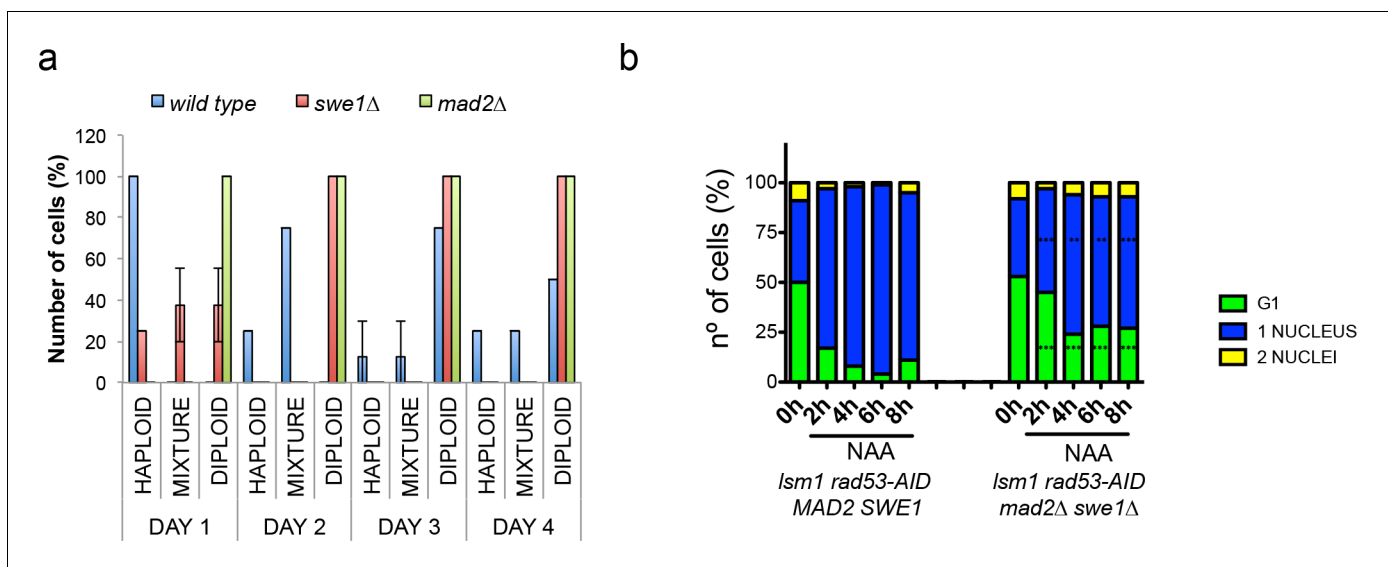 a
wild type swe1Δ mad2Δ
Number of cells (%)
120
100
80
60
40
20
0
HAPLOID MIXTURE DIPLOID HAPLOID MIXTURE DIPLOID HAPLOID MIXTURE DIPLOID HAPLOID MIXTURE DIPLOID
DAY 1 DAY 2 DAY 3 DAY 4
b
nº of cells (%)
100
75
50
25
0
*** ** ** ***
*** *** *** ***
0h 2h 4h 6h 8h 0h 2h 4h 6h 8h
NAA NAA
lsm1 rad53-AID lsm1 rad53-AID
MAD2 SWE1 mad2Δ swe1Δ
G1
1 NUCLEUS
2 NUCLEI